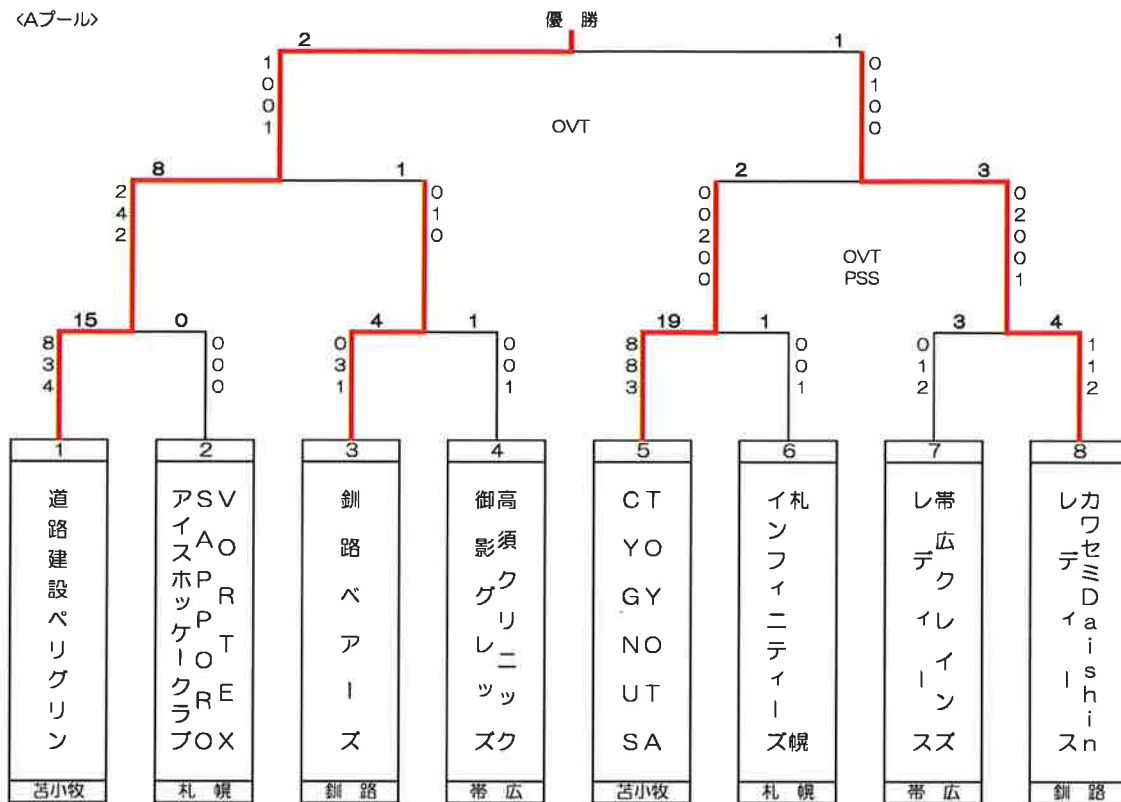 〈Aプール〉
優 勝
2
1
1
0
0
1
0
1
0
0
OVT
8
1
2
3
2
4
2
0
1
0
0
0
2
0
0
0
2
0
0
1
OVT
PSS
15
0
4
1
19
1
3
4
8
3
4
0
0
0
0
3
1
0
0
1
8
8
3
0
0
1
0
1
2
1
1
2
1
2
3
4
5
6
7
8
道路建設ペリグリン
VORTEX
SAPPORO
アイスホッケークラブ
釧路ベアーズ
高須クリニック
御影グレッズ
TOYOTA
CYGNUS
札幌
インフィニティーズ
帯広クレインズ
レディース
カワセミDaishin
レディース
苫小牧
札 幌
釧 路
帯 広
苫小牧
札 幌
帯 広
釧 路